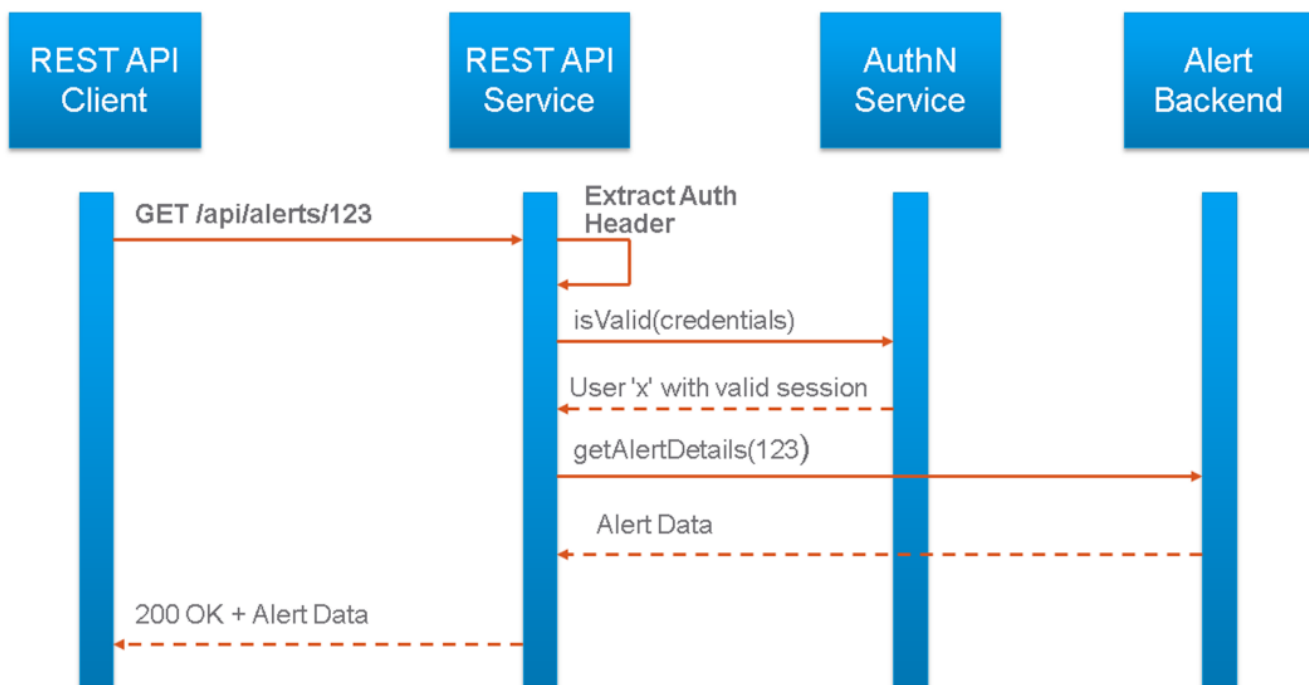 REST API
Client
REST API
Service
AuthN
Service
Alert
Backend
GET /api/alerts/123
Extract Auth
Header
isValid(credentials)
User 'x' with valid session
getAlertDetails(123)
Alert Data
200 OK + Alert Data